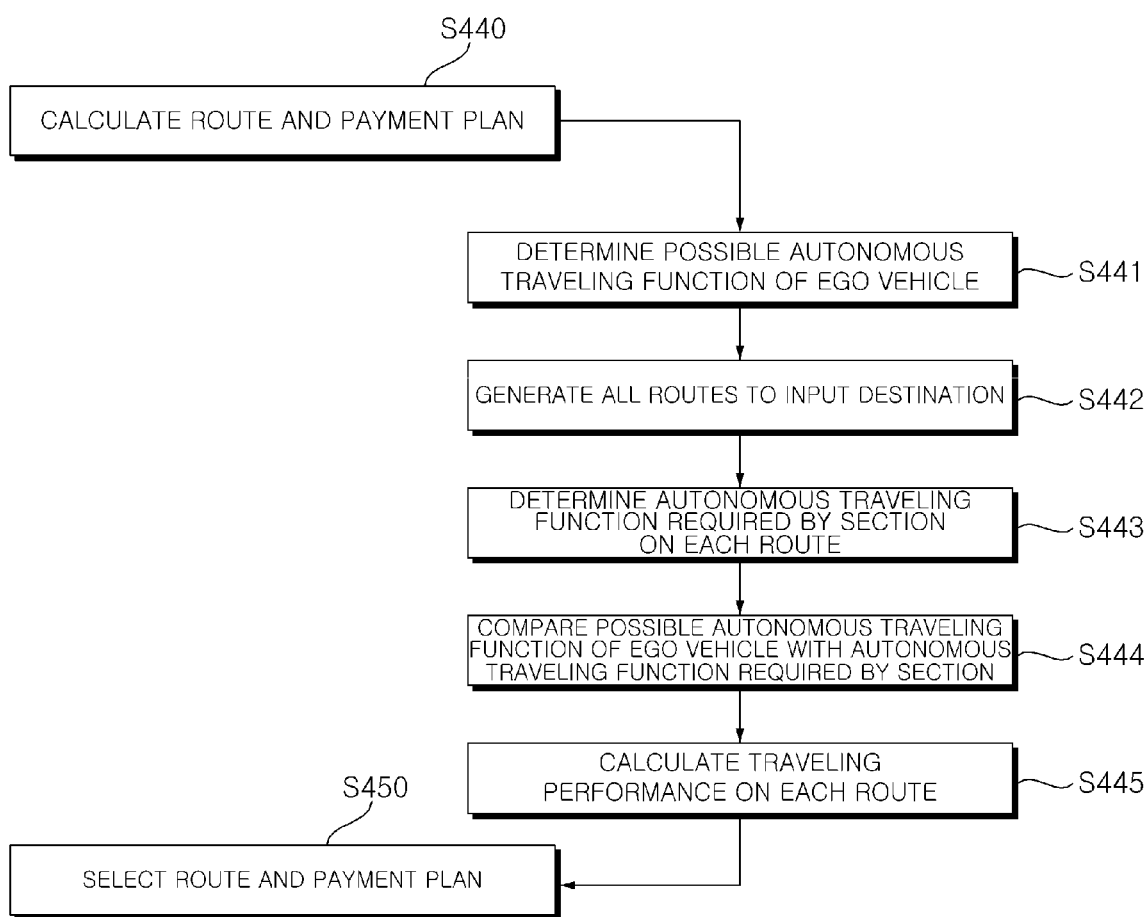 S440
CALCULATE ROUTE AND PAYMENT PLAN
DETERMINE POSSIBLE AUTONOMOUS
TRAVELING FUNCTION OF EGO VEHICLE
S441
GENERATE ALL ROUTES TO INPUT DESTINATION
S442
DETERMINE AUTONOMOUS TRAVELING
FUNCTION REQUIRED BY SECTION
ON EACH ROUTE
S443
COMPARE POSSIBLE AUTONOMOUS TRAVELING
FUNCTION OF EGO VEHICLE WITH AUTONOMOUS
TRAVELING FUNCTION REQUIRED BY SECTION
S444
CALCULATE TRAVELING
PERFORMANCE ON EACH ROUTE
S445
S450
SELECT ROUTE AND PAYMENT PLAN